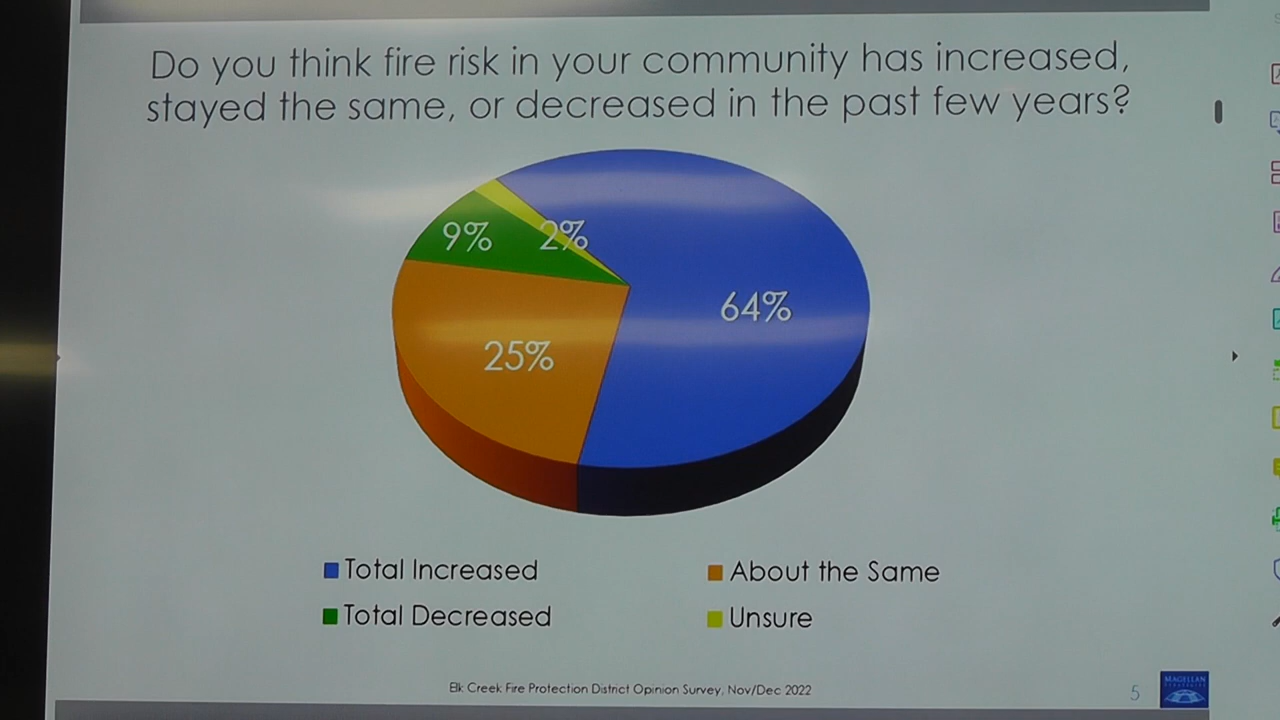 Do you think fire risk in your community has increased,
stayed the same, or decreased in the past few years?
9%
2%
64%
25%
Total Increased
About the Same
Total Decreased
Unsure
Elk Creek Fire Protection District Opinion Survey, Nov/Dec 2022
5
MAGELLAN